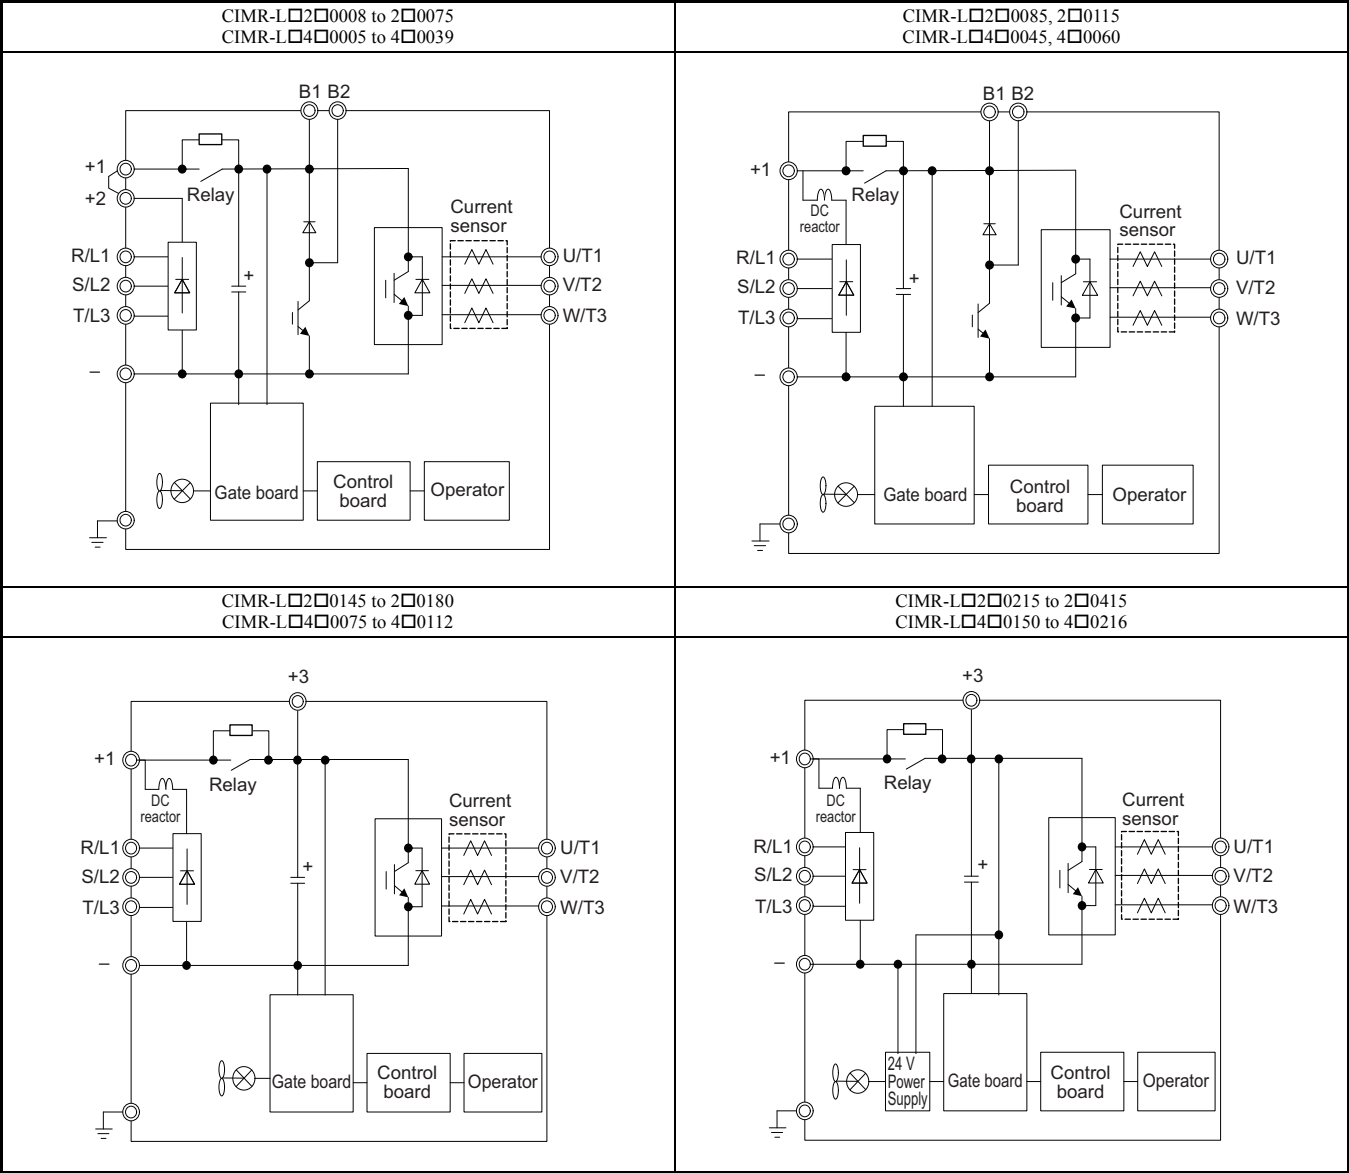 CIMR-L□2□0008 to 2□0075
CIMR-L□4□0005 to 4□0039
B1 B2
+1
Relay
+2
Current
sensor
R/L1
U/T1
+
S/L2
V/T2
T/L3
W/T3
–
Gate board
Control
board
Operator
CIMR-L□2□0085, 2□0115
CIMR-L□4□0045, 4□0060
B1 B2
+1
Relay
DC
reactor
Current
sensor
R/L1
U/T1
+
S/L2
V/T2
T/L3
W/T3
–
Gate board
Control
board
Operator
CIMR-L□2□0145 to 2□0180
CIMR-L□4□0075 to 4□0112
+3
+1
Relay
DC
reactor
Current
sensor
R/L1
U/T1
+
S/L2
V/T2
T/L3
W/T3
–
Gate board
Control
board
Operator
CIMR-L□2□0215 to 2□0415
CIMR-L□4□0150 to 4□0216
+3
+1
Relay
DC
reactor
Current
sensor
R/L1
U/T1
+
S/L2
V/T2
T/L3
W/T3
–
24 V
Power
Supply
Gate board
Control
board
Operator